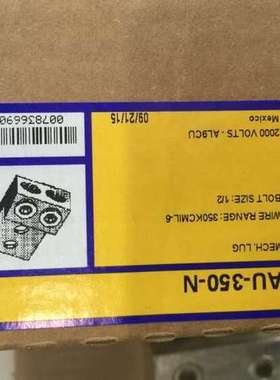 AU-350-N
MECH. LUG
WIRE RANGE: 350KCMIL-6
BOLT SIZE: 1/2
2000 VOLTS - AL9CU
Mexico
09/21/15